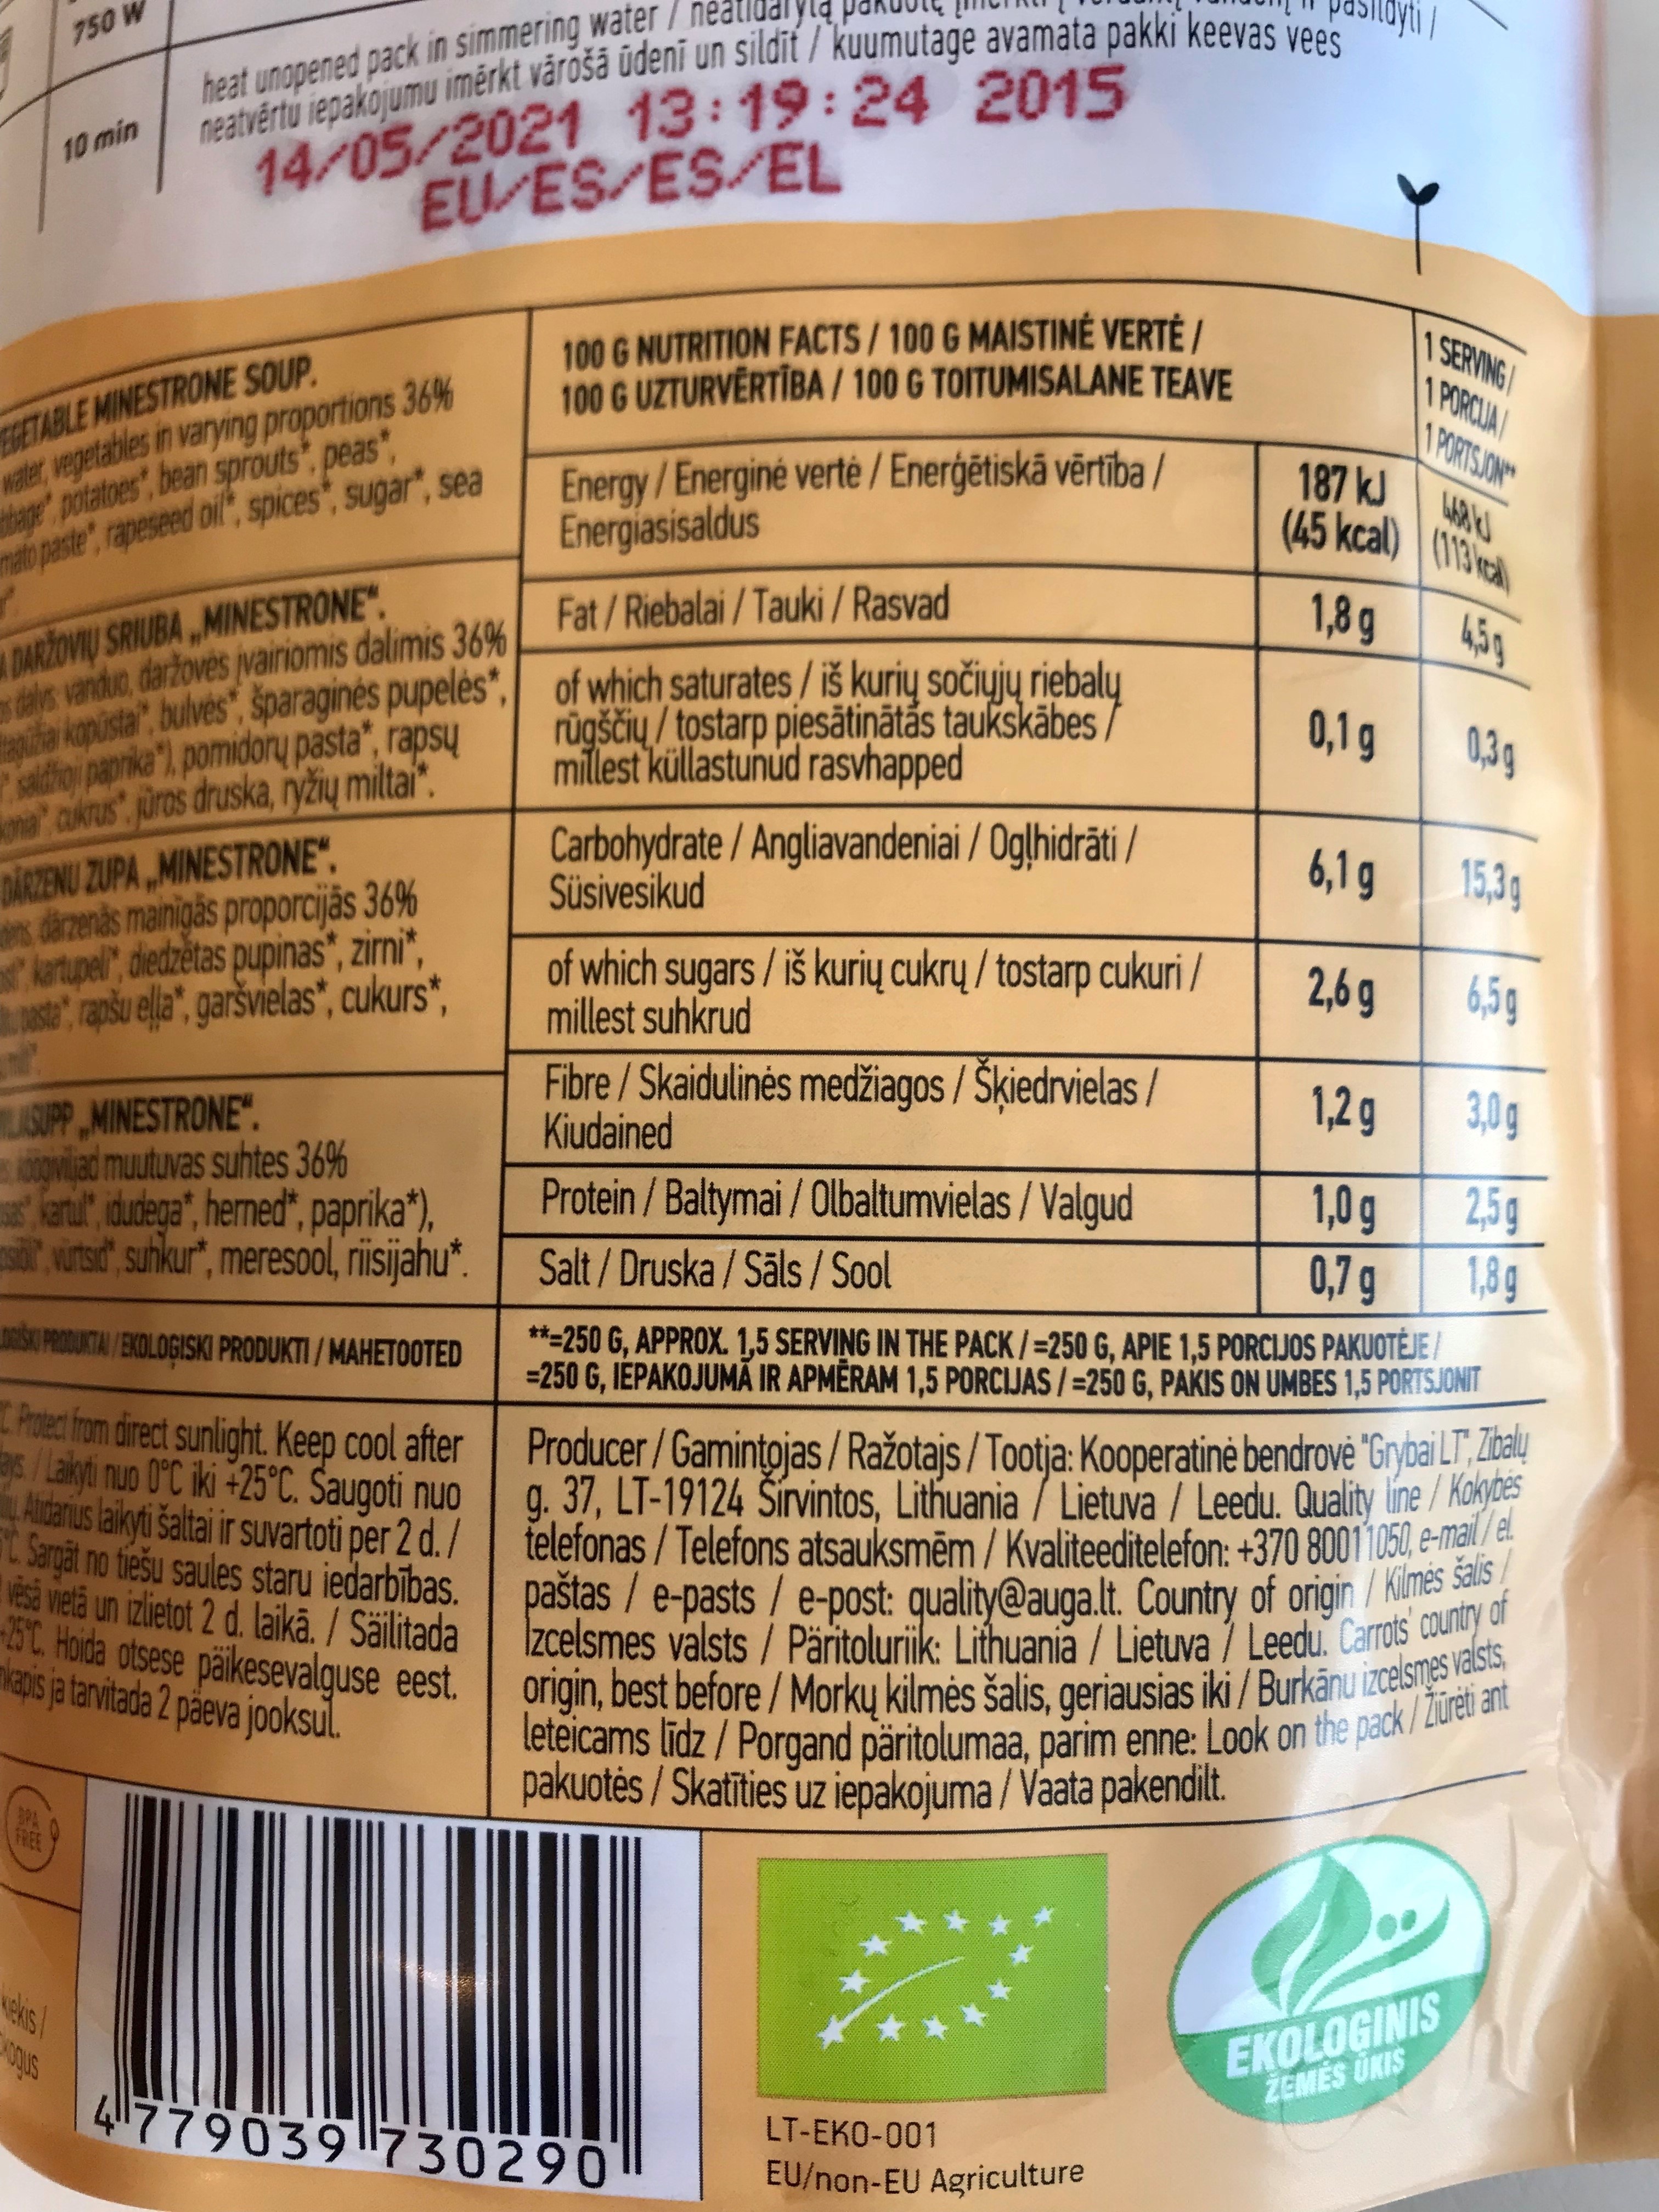 750 W
10 min
heat unopened pack in simmering water /
neatvērtu iepakojumu imērkt vārošā ūdenī un sildīt / kuumutage avamata pakki keevas vees
14/05/2021 13:19:24 2015
EU/ES/ES/EL
VEGETABLE MINESTRONE SOUP.
water, vegetables in varying proportions 36%
potatoes*, bean sprouts*, peas*,
paste*, rapeseed oil*, spices*, sugar*, sea
DARŽOVIŲ SRIUBA „MINESTRONE“.
dalys: vanduo, daržovės įvairiomis dalimis 36%
kopūstai*, bulvės*, šparaginės pupelės*,
saldžioji paprika*), pomidorų pasta*, rapsų
cukrus*, jūros druska, ryžių miltai*.
DĀRZEŅU ZUPA „MINESTRONE“.
dārzeņās mainīgās proporcijās 36%
kartupeļi*, diedzētas pupiņas*, zirņi*,
pasta*, rapšu eļļa*, garšvielas*, cukurs*,
„MINESTRONE“.
köögiviljad muutuvas suhtes 36%
kartul*, idudega*, herned*, paprika*),
vürtsid*, suhkur*, meresool, riisijahu*.
PRODUKTAI / EKOLOĢISKI PRODUKTI / MAHETOOTED
Protect from direct sunlight. Keep cool after
/ Laikyti nuo 0°C iki +25°C. Saugoti nuo
Atidarius laikyti šaltai ir suvartoti per 2 d. /
Sargāt no tiešu saules staru iedarbības.
vēsā vietā un izlietot 2 d. laikā. / Säilitada
+25°C. Hoida otsese päikesevalguse eest.
ja tarvitada 2 päeva jooksul.
100 G NUTRITION FACTS / 100 G MAISTINĖ VERTĖ /
100 G UZTURVĒRTĪBA / 100 G TOITUMISALANE TEAVE
1 SERVING /
1 PORCIJA /
1 PORTSJON**
Energy / Energinė vertė / Enerģētiskā vērtība /
Energiasisaldus
187 kJ
(45 kcal)
468 kJ
(113 kcal)
Fat / Riebalai / Tauki / Rasvad
1,8 g
4,5 g
of which saturates / iš kurių sočiųjų riebalų
rūgščių / tostarp piesātinātās taukskābes /
millest küllastunud rasvhapped
0,1 g
0,3 g
Carbohydrate / Angliavandeniai / Ogļhidrāti /
Süsivesikud
6,1 g
15,3 g
of which sugars / iš kurių cukrų / tostarp cukuri /
millest suhkrud
2,6 g
6,5 g
Fibre / Skaidulinės medžiagos / Šķiedrvielas /
Kiudained
1,2 g
3,0 g
Protein / Baltymai / Olbaltumvielas / Valgud
1,0 g
2,5 g
Salt / Druska / Sāls / Sool
0,7 g
1,8 g
**=250 G, APPROX. 1,5 SERVING IN THE PACK / =250 G, APIE 1,5 PORCIJOS PAKUOTĖJE /
=250 G, IEPAKOJUMĀ IR APMĒRAM 1,5 PORCIJAS / =250 G, PAKIS ON UMBES 1,5 PORTSJONIT
Producer / Gamintojas / Ražotājs / Tootja: Kooperatinė bendrovė "Grybai LT", Zibalų
g. 37, LT-19124 Širvintos, Lithuania / Lietuva / Leedu. Quality line / Kokybės
telefonas / Telefons atsauksmēm / Kvaliteeditelefon: +370 80011050, e-mail / el.
paštas / e-pasts / e-post: quality@auga.lt. Country of origin / Kilmės šalis /
Izcelsmes valsts / Päritoluriik: Lithuania / Lietuva / Leedu. Carrots' country of
origin, best before / Morkų kilmės šalis, geriausias iki / Burkānu izcelsmes valsts,
ieteicams līdz / Porgand päritolumaa, parim enne: Look on the pack / Žiūrėti ant
pakuotės / Skatīties uz iepakojuma / Vaata pakendilt.
BPA
FREE
kiekis /
4 779039 730290
LT-EKO-001
EU/non-EU Agriculture
EKOLOGINIS
ŽEMĖS ŪKIS